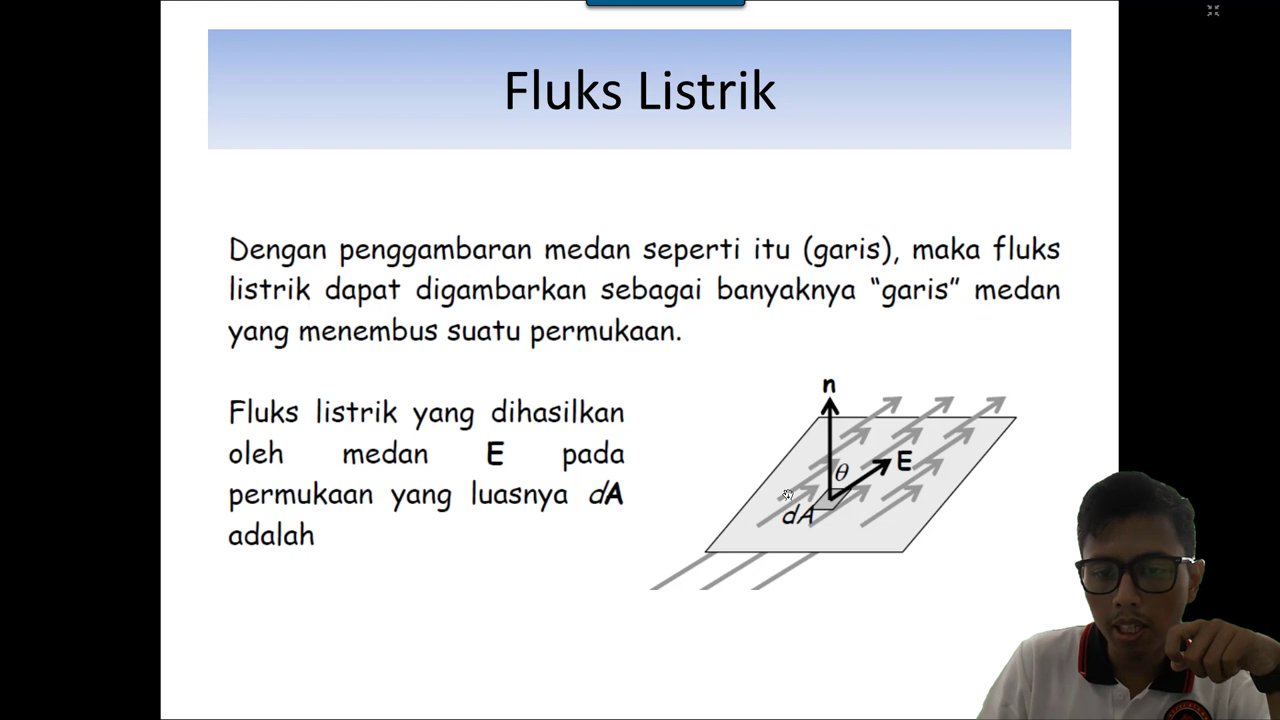 Fluks Listrik
Dengan penggambaran medan seperti itu (garis), maka fluks
listrik dapat digambarkan sebagai banyaknya “garis” medan
yang menembus suatu permukaan.
Fluks listrik yang dihasilkan
oleh medan E pada
permukaan yang luasnya dA
adalah
n
E
θ
dA